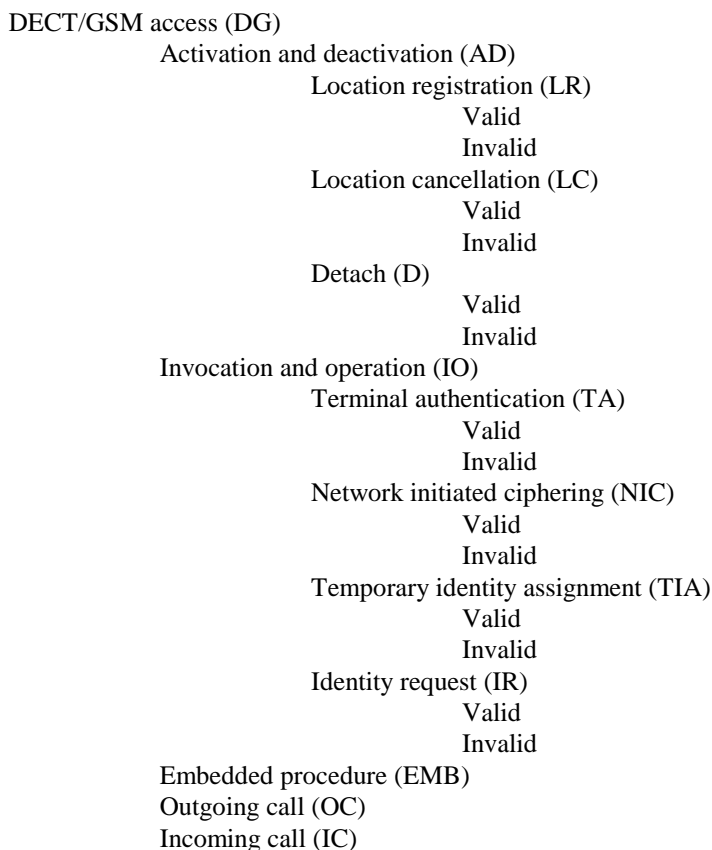 DECT/GSM access (DG)
Activation and deactivation (AD)
Location registration (LR)
Valid
Invalid
Location cancellation (LC)
Valid
Invalid
Detach (D)
Valid
Invalid
Invocation and operation (IO)
Terminal authentication (TA)
Valid
Invalid
Network initiated ciphering (NIC)
Valid
Invalid
Temporary identity assignment (TIA)
Valid
Invalid
Identity request (IR)
Valid
Invalid
Embedded procedure (EMB)
Outgoing call (OC)
Incoming call (IC)